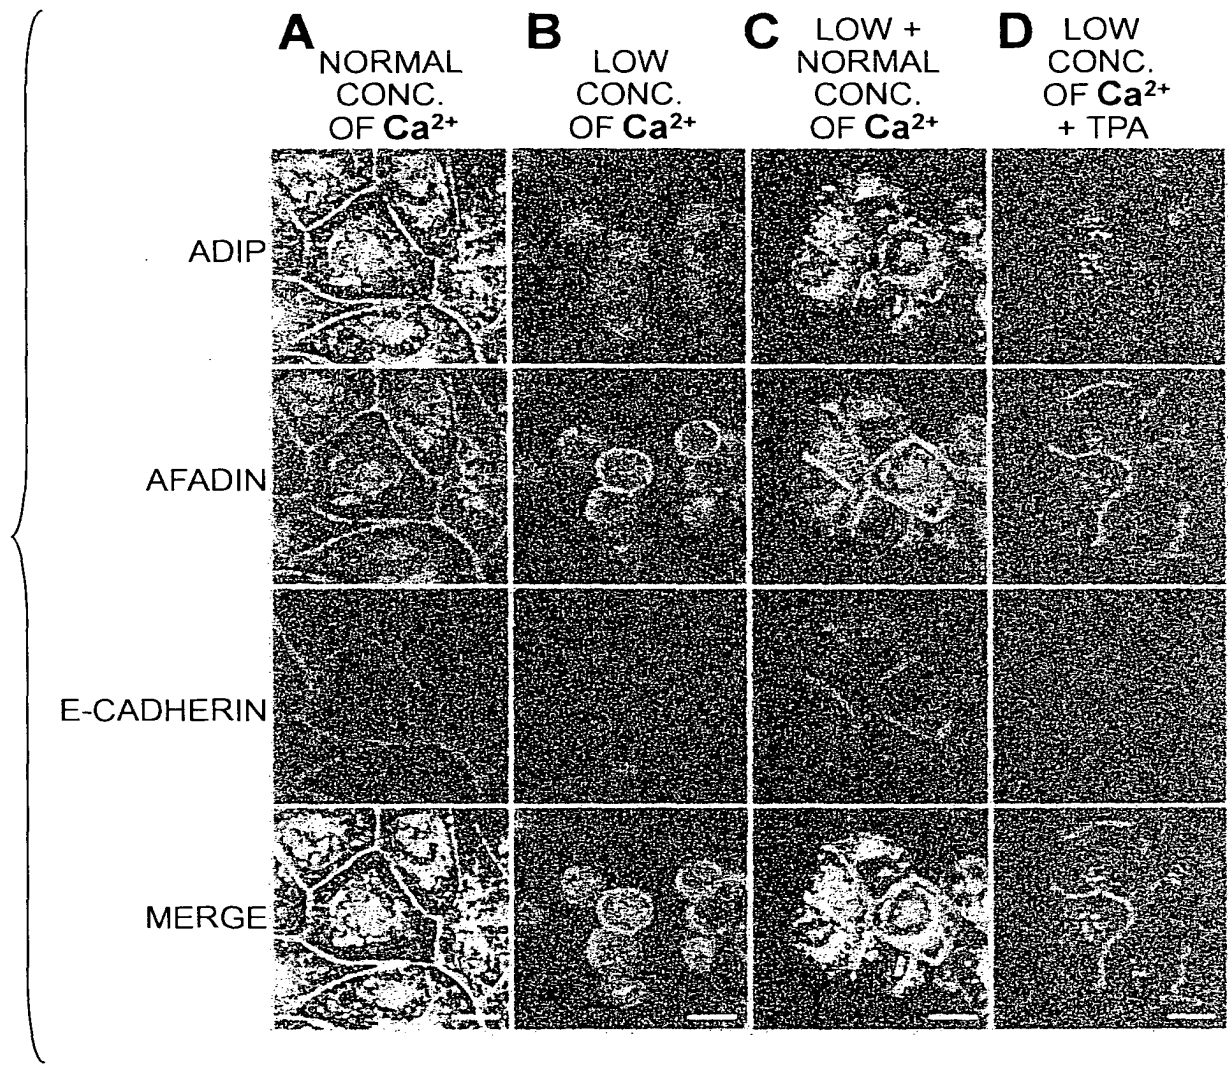 A
NORMAL
CONC.
OF Ca²⁺
B
LOW
CONC.
OF Ca²⁺
C
LOW +
NORMAL
CONC.
OF Ca²⁺
D
LOW
CONC.
OF Ca²⁺
+ TPA
ADIP
AFADIN
E-CADHERIN
MERGE